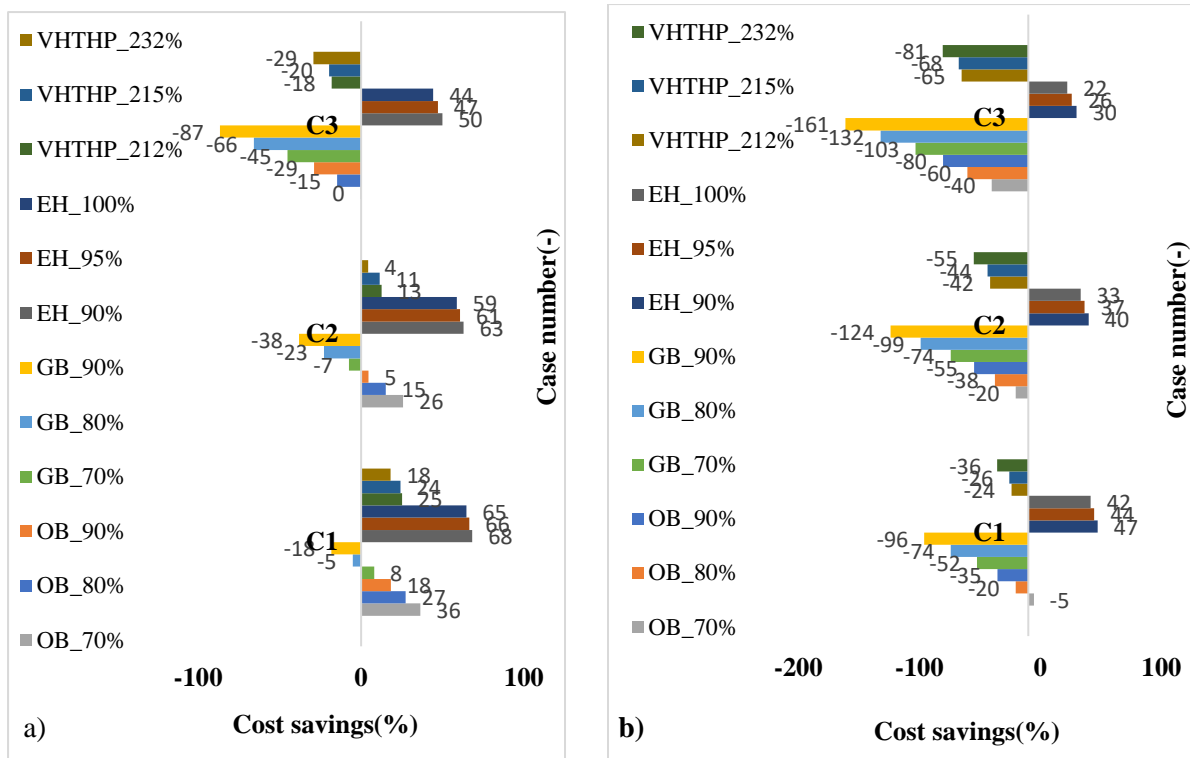 VHTHP_232%
VHTHP_215%
VHTHP_212%
EH_100%
EH_95%
EH_90%
GB_90%
GB_80%
GB_70%
OB_90%
OB_80%
OB_70%
-29
-20
-18
44
47
50
C3
-87
-66
-45
-29
-15
0
4
11
13
59
61
63
C2
-38
-23
-7
5
15
26
18
24
25
65
66
68
C1
-18
-5
8
18
27
36
Case number(-)
-100
0
100
Cost savings(%)
a)
VHTHP_232%
VHTHP_215%
VHTHP_212%
EH_100%
EH_95%
EH_90%
GB_90%
GB_80%
GB_70%
OB_90%
OB_80%
OB_70%
-81
-68
-65
22
26
30
C3
-161
-132
-103
-80
-60
-40
-55
-44
-42
33
37
40
C2
-124
-99
-74
-55
-38
-20
-36
-26
-24
42
44
47
C1
-96
-74
-52
-35
-20
-5
Case number(-)
-200
-100
0
100
Cost savings(%)
b)